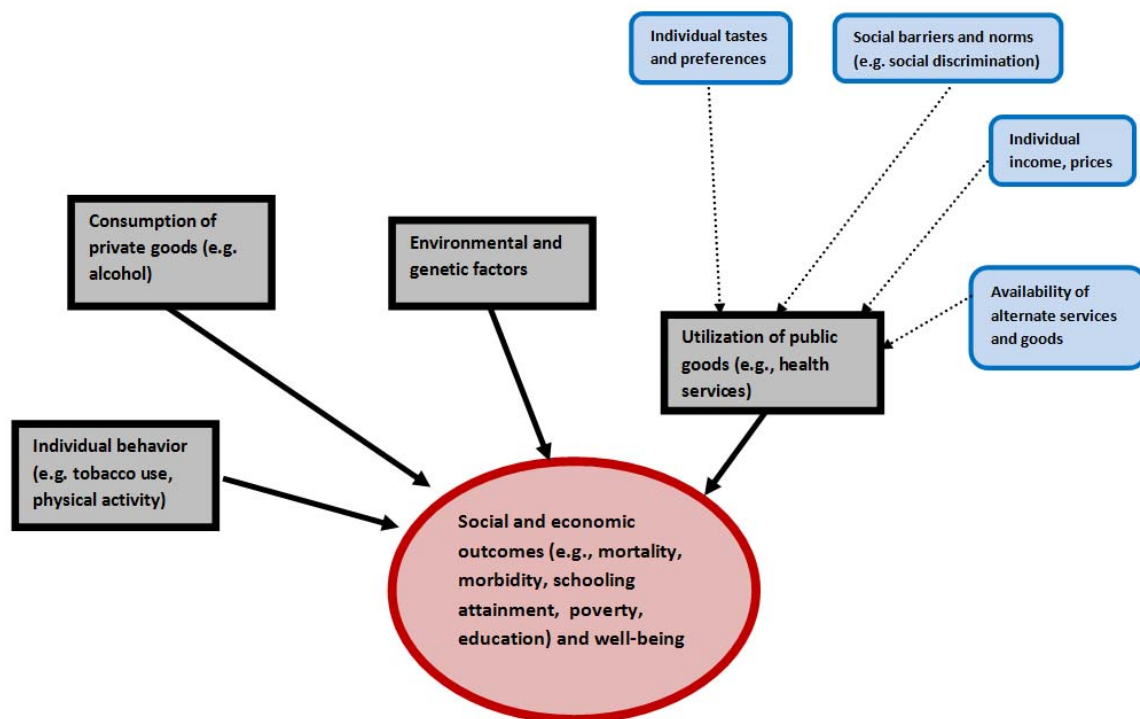 Individual tastes
and preferences
Social barriers and norms
(e.g. social discrimination)
Individual
income, prices
Consumption of
private goods (e.g.
alcohol)
Environmental and
genetic factors
Availability of
alternate services
and goods
Utilization of public
goods (e.g., health
services)
Individual behavior
(e.g. tobacco use,
physical activity)
Social and economic
outcomes (e.g., mortality,
morbidity, schooling
attainment,  poverty,
education) and well-being